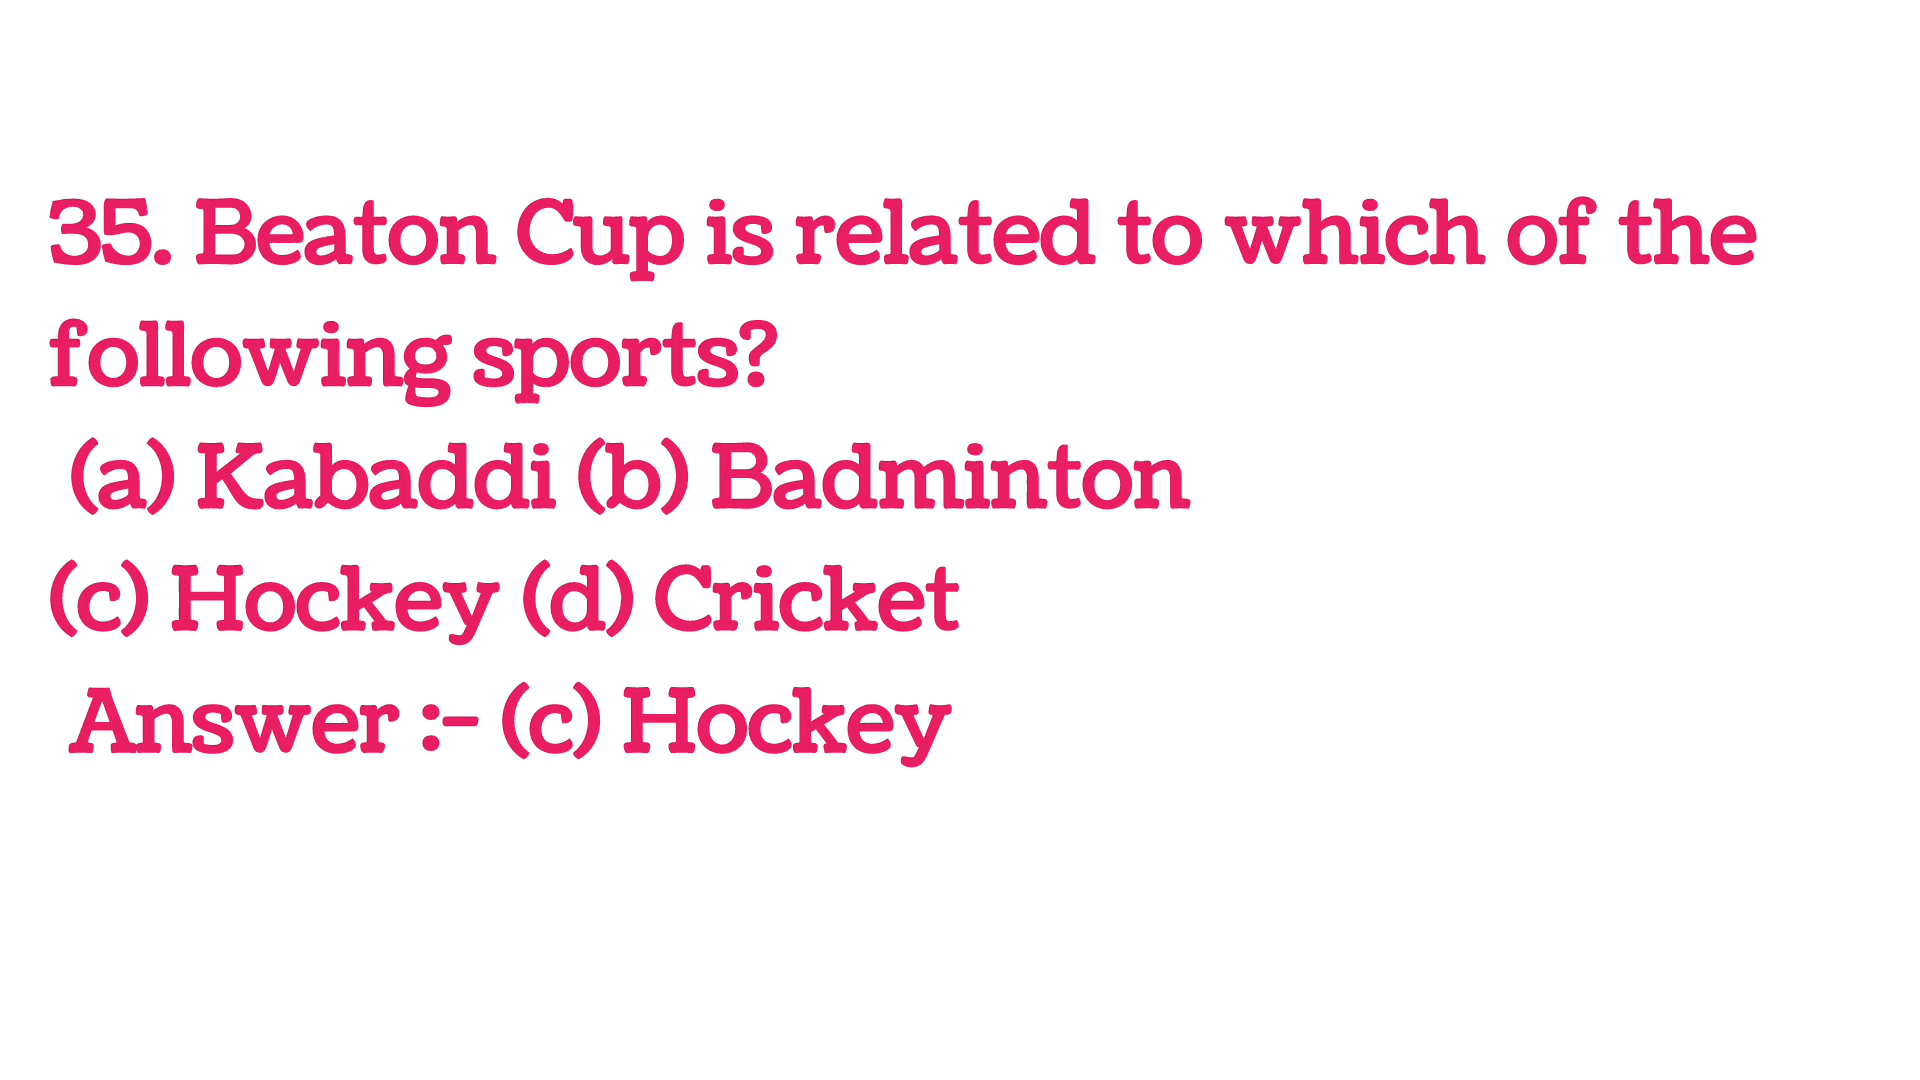 35. Beaton Cup is related to which of the
following sports?
(a) Kabaddi (b) Badminton
(c) Hockey (d) Cricket
Answer :- (c) Hockey